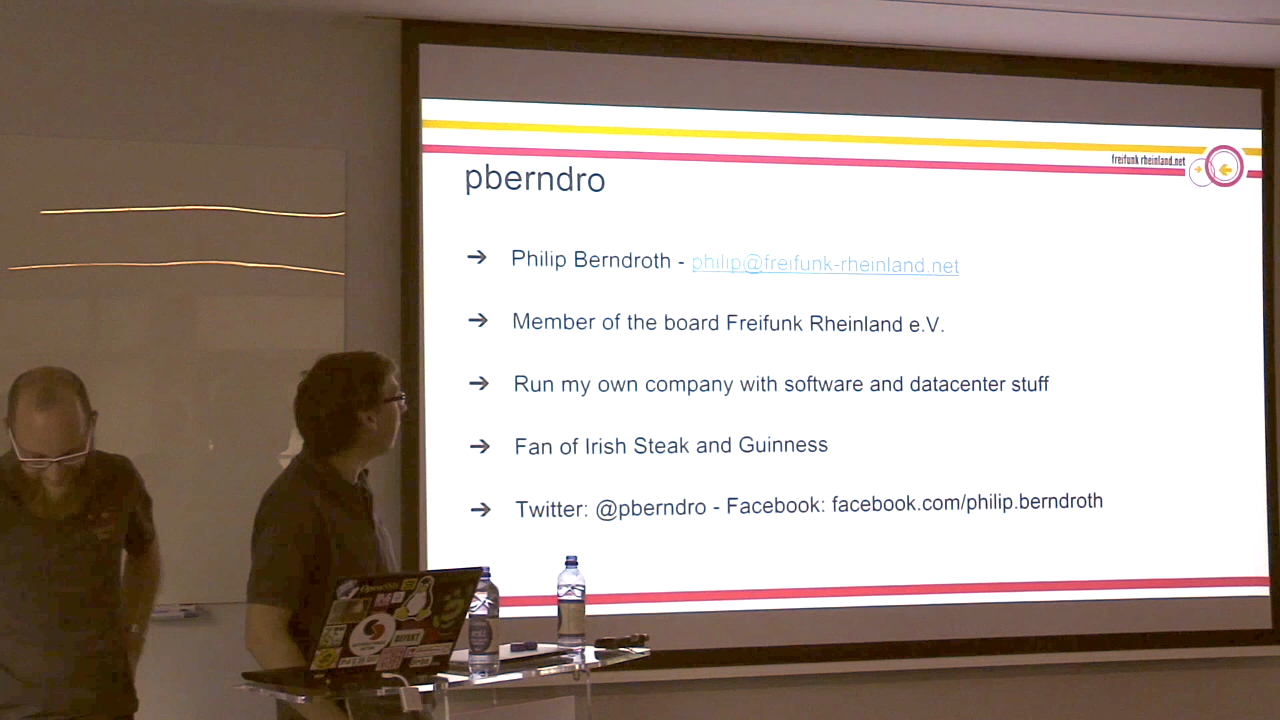 freifunk rheinland.net
pberndro
➔ Philip Berndroth - philip@freifunk-rheinland.net
➔ Member of the board Freifunk Rheinland e.V.
➔ Run my own company with software and datacenter stuff
➔ Fan of Irish Steak and Guinness
➔ Twitter: @pberndro - Facebook: facebook.com/philip.berndroth
DEFEKT